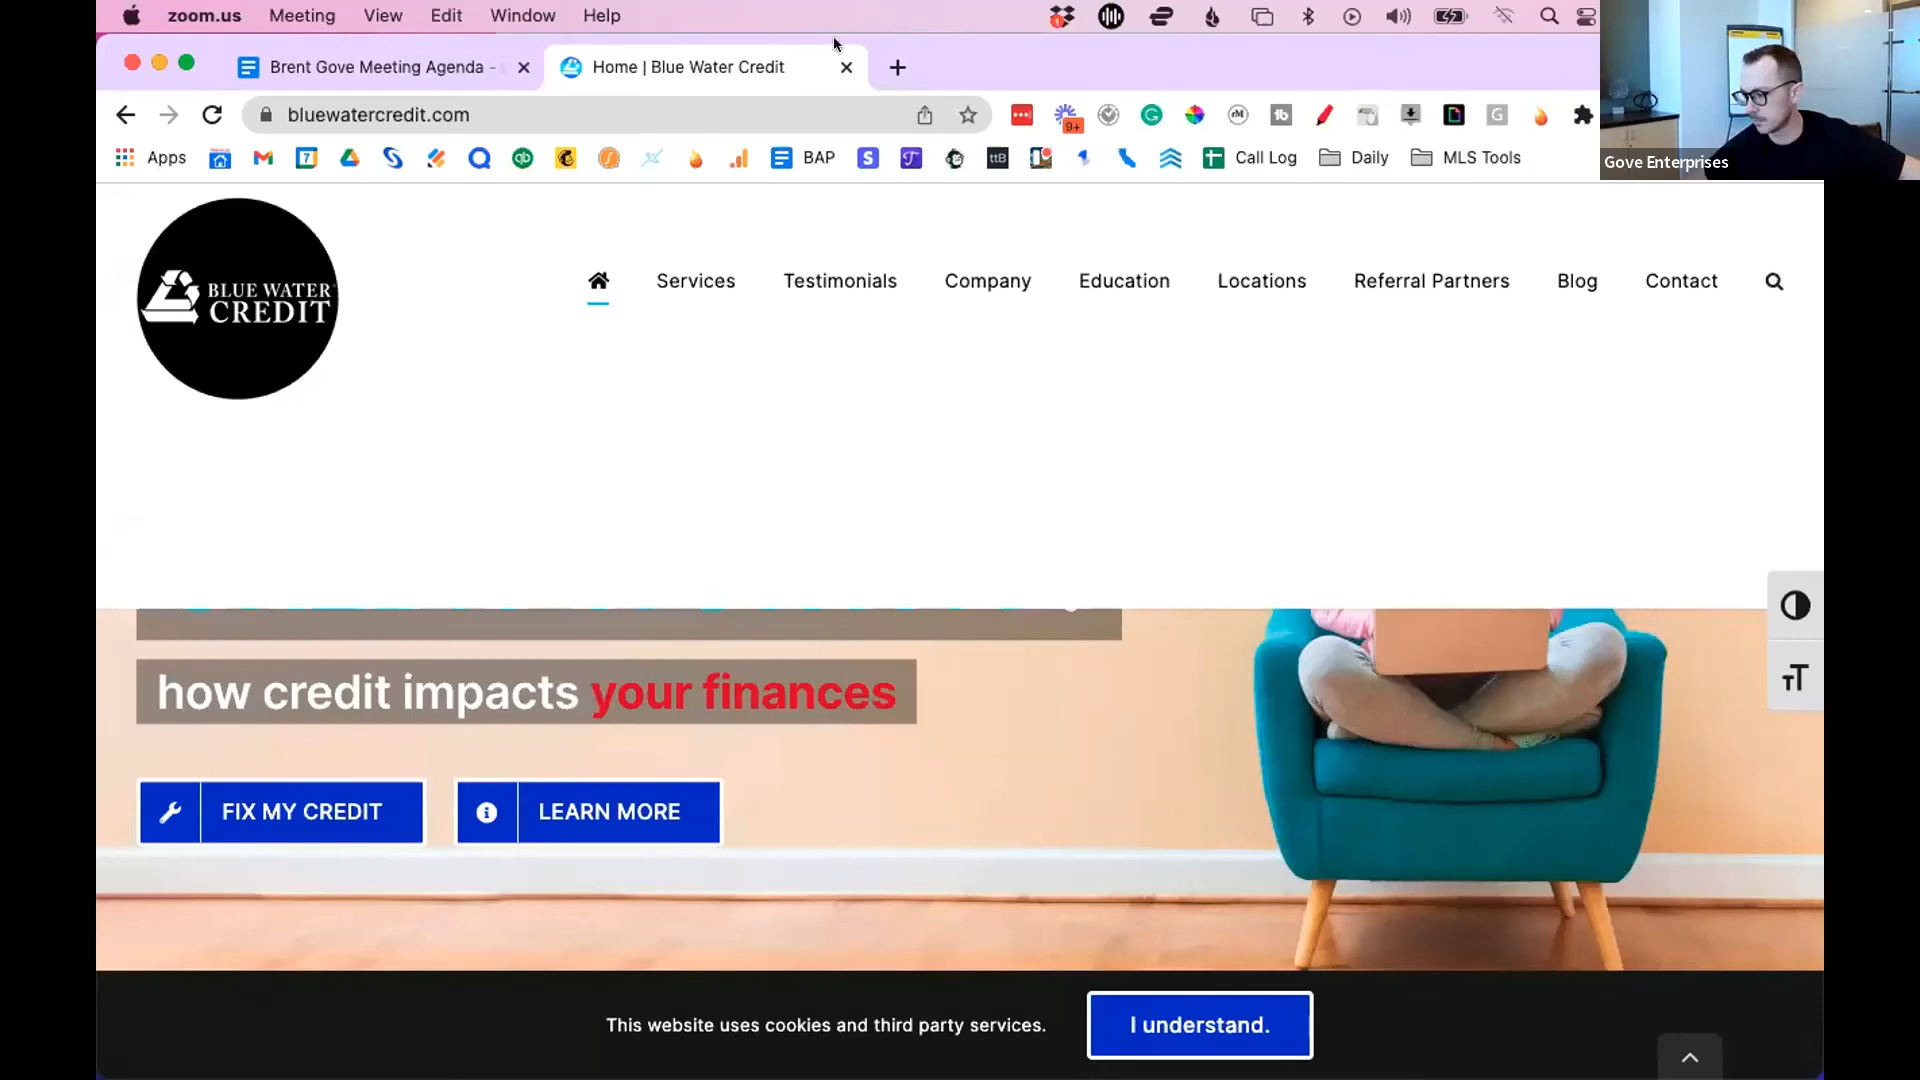 zoom.us Meeting View Edit Window Help
Brent Gove Meeting Agenda -
Home | Blue Water Credit
bluewatercredit.com
9+
Apps
7
BAP
ttB
Call Log
Daily
MLS Tools
Gove Enterprises
BLUE WATER
CREDIT
Services Testimonials Company Education Locations Referral Partners Blog Contact
how credit impacts your finances
FIX MY CREDIT
LEARN MORE
This website uses cookies and third party services.
I understand.